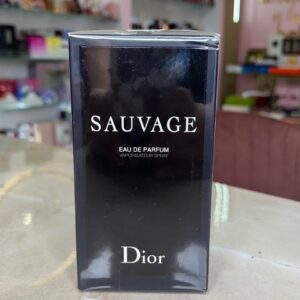 SAUVAGE
EAU DE PARFUM
VAPORISATEUR SPRAY
Dior